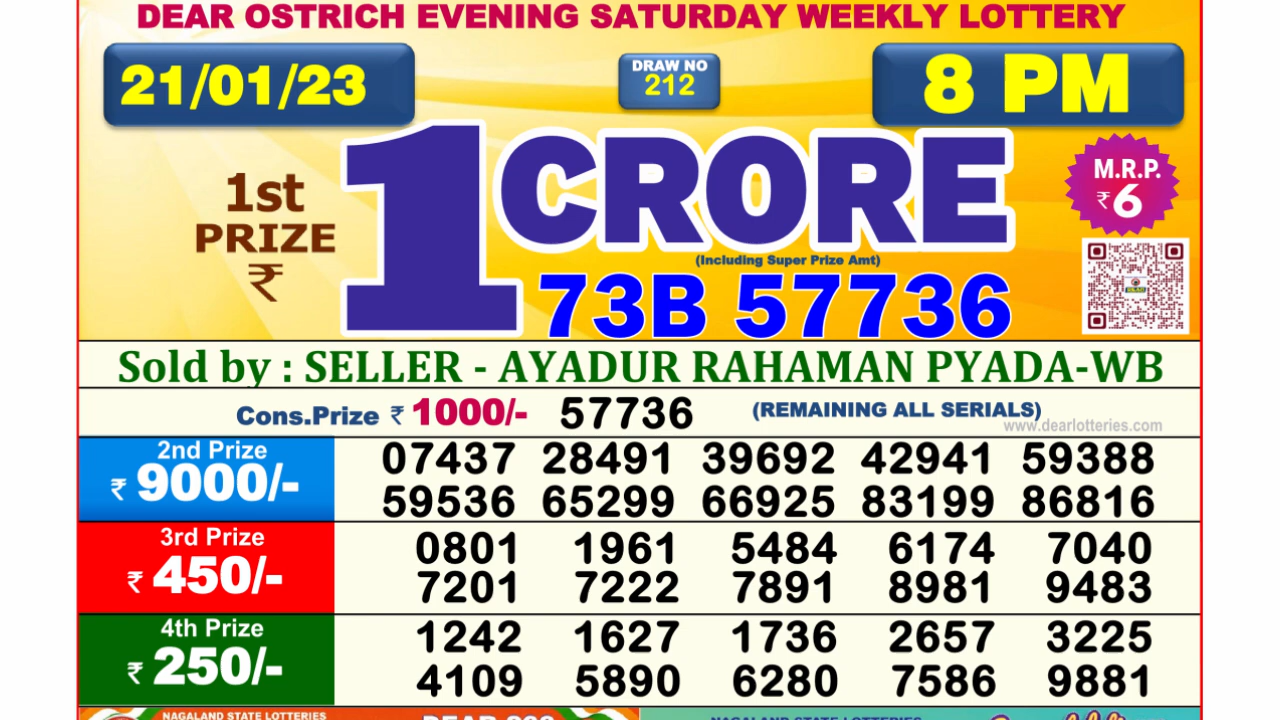 DEAR OSTRICH EVENING SATURDAY WEEKLY LOTTERY
21/01/23
DRAW NO
212
8 PM
1st
PRIZE
₹
1 CRORE
(Including Super Prize Amt)
73B 57736
M.R.P.
₹6
Sold by : SELLER - AYADUR RAHAMAN PYADA-WB
Cons.Prize ₹ 1000/- 57736 (REMAINING ALL SERIALS)
www.dearlotteries.com
2nd Prize
₹ 9000/-
07437 28491 39692 42941 59388
59536 65299 66925 83199 86816
3rd Prize
₹ 450/-
0801 1961 5484 6174 7040
7201 7222 7891 8981 9483
4th Prize
₹ 250/-
1242 1627 1736 2657 3225
4109 5890 6280 7586 9881
NAGALAND STATE LOTTERIES
DEAR
NAGALAND STATE LOTTERIES